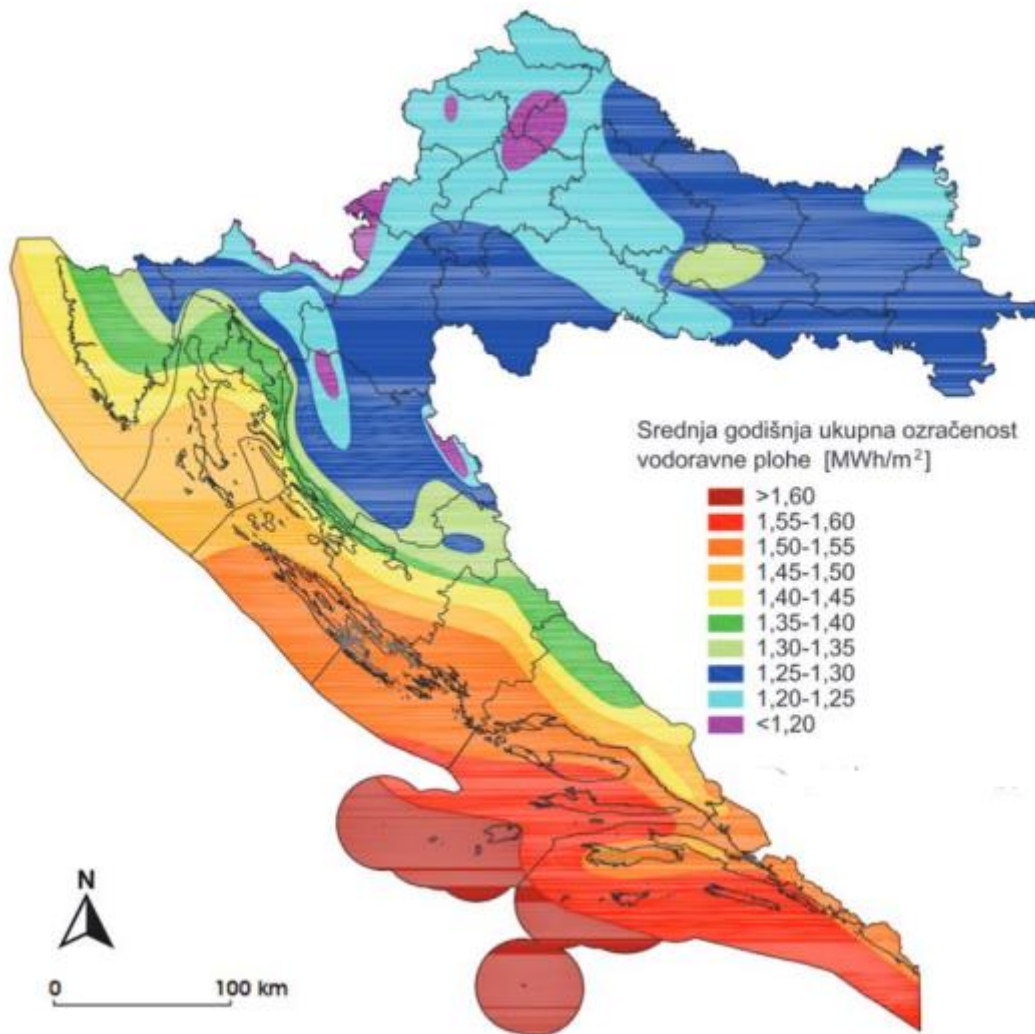 Srednja godišnja ukupna ozračenost
vodoravne plohe [MWh/m²]
>1,60
1,55-1,60
1,50-1,55
1,45-1,50
1,40-1,45
1,35-1,40
1,30-1,35
1,25-1,30
1,20-1,25
<1,20
N
0 100 km